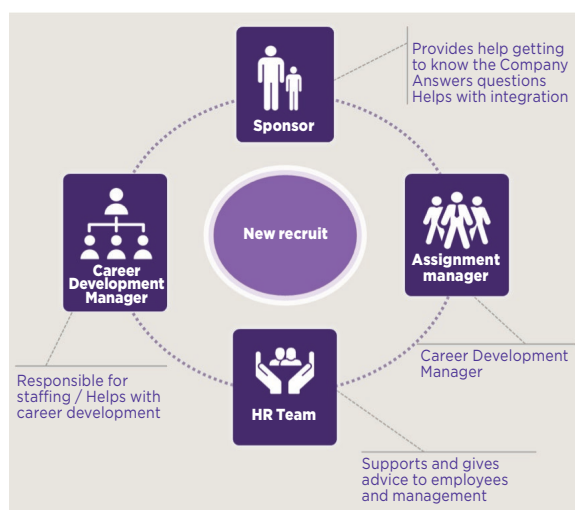 Provides help getting
to know the Company
Answers questions
Helps with integration
Sponsor
New recruit
Career
Development
Manager
Assignment
manager
Career Development
Manager
Responsible for
staffing / Helps with
career development
HR Team
Supports and gives
advice to employees
and management